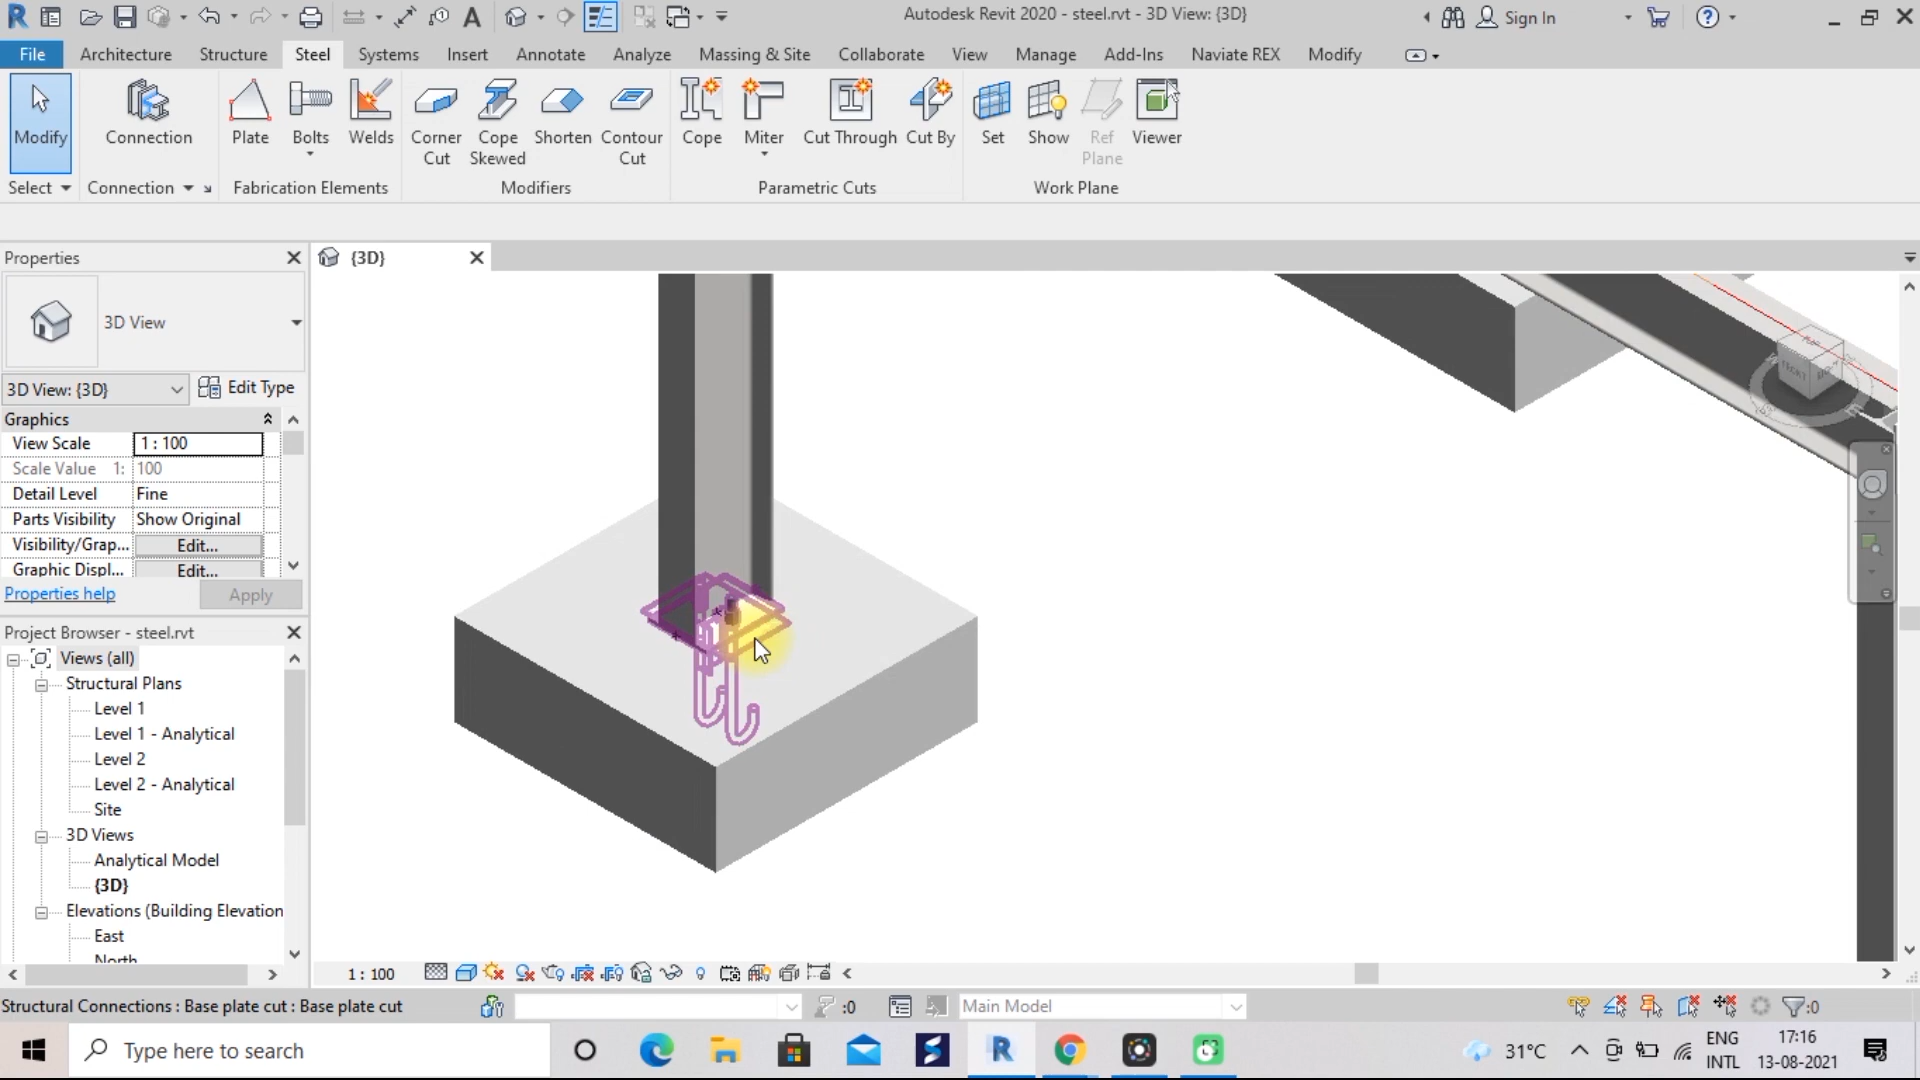 Autodesk Revit 2020 - steel.rvt - 3D View: {3D}
Sign In
File Architecture Structure Steel Systems Insert Annotate Analyze Massing & Site Collaborate View Manage Add-Ins Naviate REX Modify
Modify Connection Plate Bolts Welds Corner Cut Cope Skewed Shorten Contour Cut Cope Miter Cut Through Cut By Set Show Ref Plane Viewer
Select Connection Fabrication Elements Modifiers Parametric Cuts Work Plane
Properties
{3D}
3D View
3D View: {3D} Edit Type
Graphics
View Scale 1 : 100
Scale Value 1: 100
Detail Level Fine
Parts Visibility Show Original
Visibility/Grap... Edit...
Graphic Displ... Edit...
Properties help Apply
Project Browser - steel.rvt
Views (all)
Structural Plans
Level 1
Level 1 - Analytical
Level 2
Level 2 - Analytical
Site
3D Views
Analytical Model
{3D}
Elevations (Building Elevation
East
North
1 : 100
Structural Connections : Base plate cut : Base plate cut :0 Main Model :0
Type here to search
31°C
ENG
INTL
17:16
13-08-2021